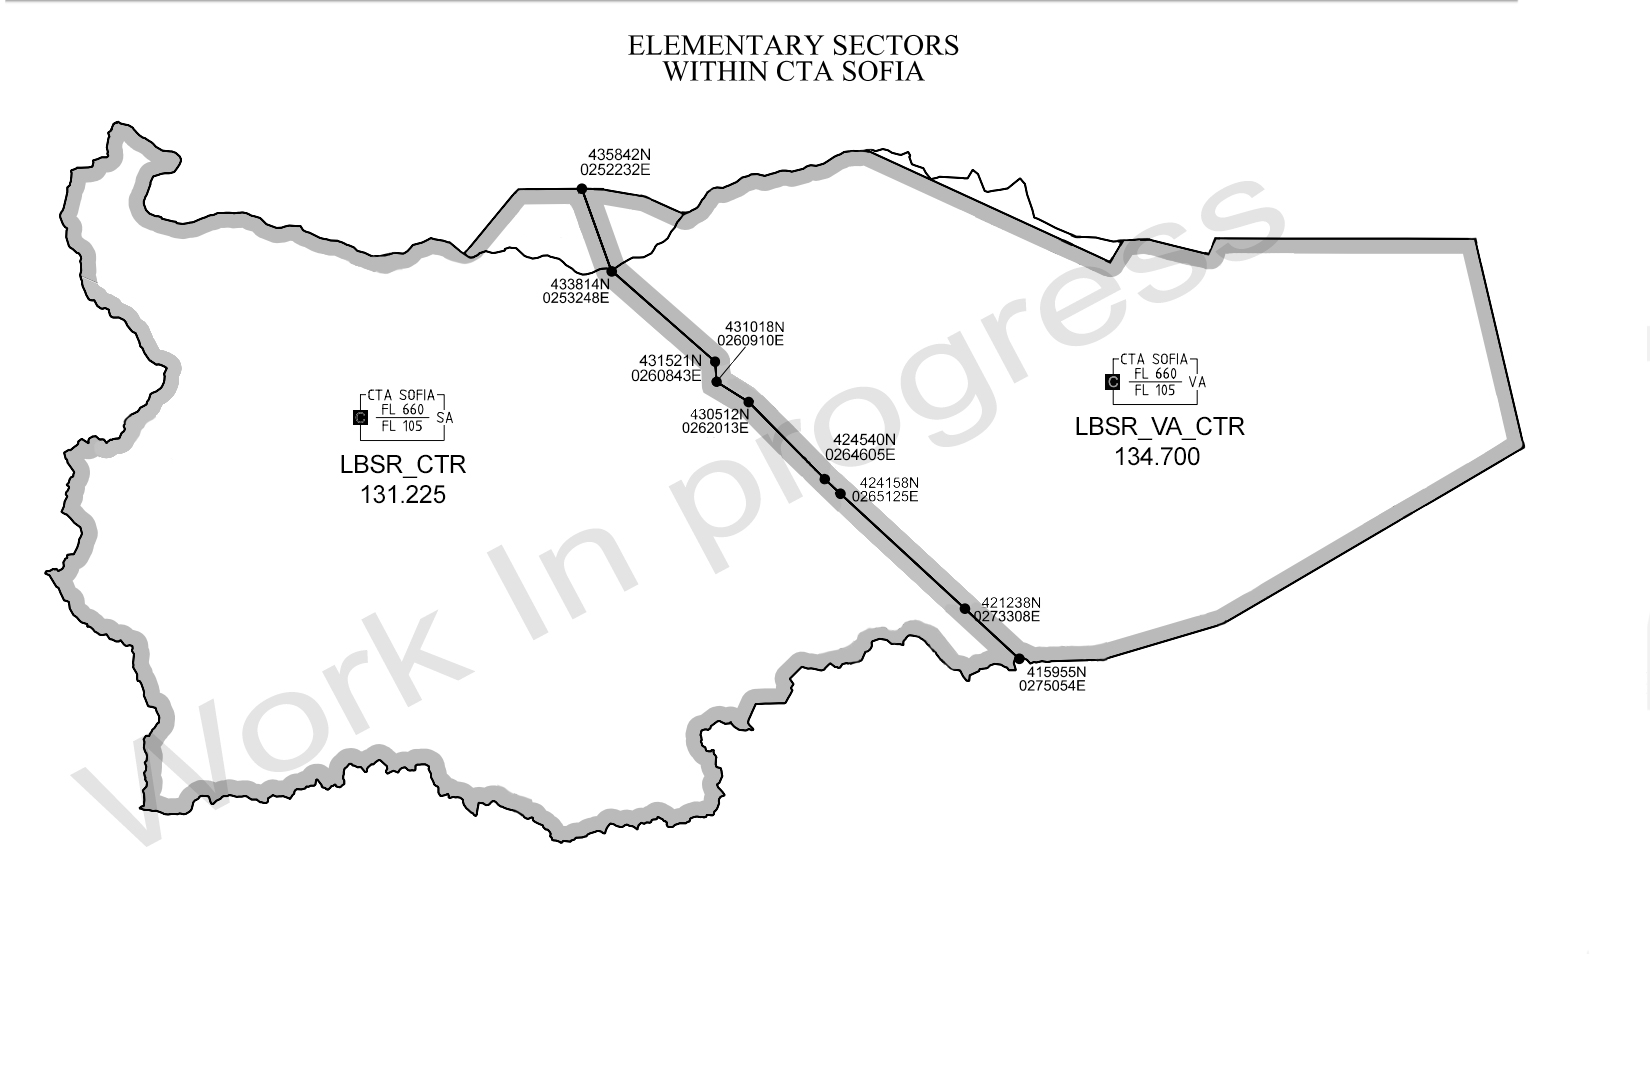 ELEMENTARY SECTORS
WITHIN CTA SOFIA
435842N
0252232E
433814N
0253248E
431018N
0260910E
431521N
0260843E
CTA SOFIA
C FL 660 VA
FL 105
LBSR_VA_CTR
134.700
CTA SOFIA
C FL 660 SA
FL 105
LBSR_CTR
131.225
430512N
0262013E
424540N
0264605E
424158N
0265125E
421238N
0273308E
415955N
0275054E
Work In progress